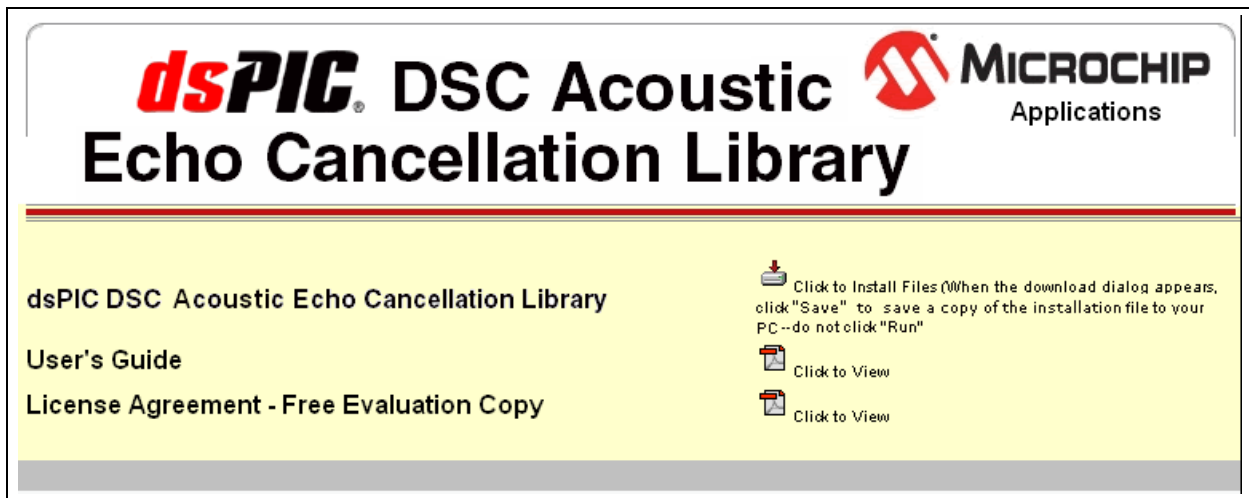 dsPIC® DSC Acoustic
Echo Cancellation Library
MICROCHIP
Applications
dsPIC DSC Acoustic Echo Cancellation Library
Click to Install Files (When the download dialog appears,
click "Save" to save a copy of the installation file to your
PC--do not click "Run"
User's Guide
Click to View
License Agreement - Free Evaluation Copy
Click to View